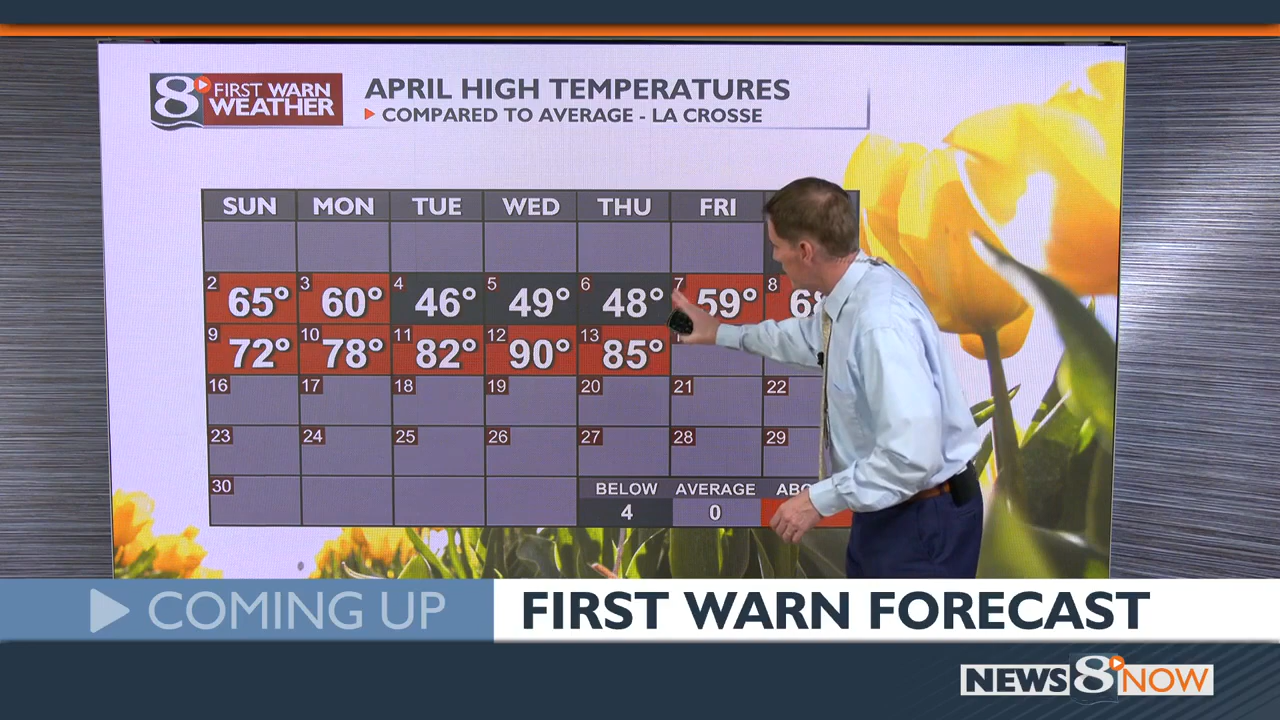 8 FIRST WARN
WEATHER
APRIL HIGH TEMPERATURES
COMPARED TO AVERAGE - LA CROSSE
SUN MON TUE WED THU FRI
2 65° 3 60° 4 46° 5 49° 6 48° 7 59° 8
9 72° 10 78° 11 82° 12 90° 13 85°
16 17 18 19 20 21 22
23 24 25 26 27 28 29
30
BELOW AVERAGE
4 0
COMING UP FIRST WARN FORECAST
NEWS 8 NOW